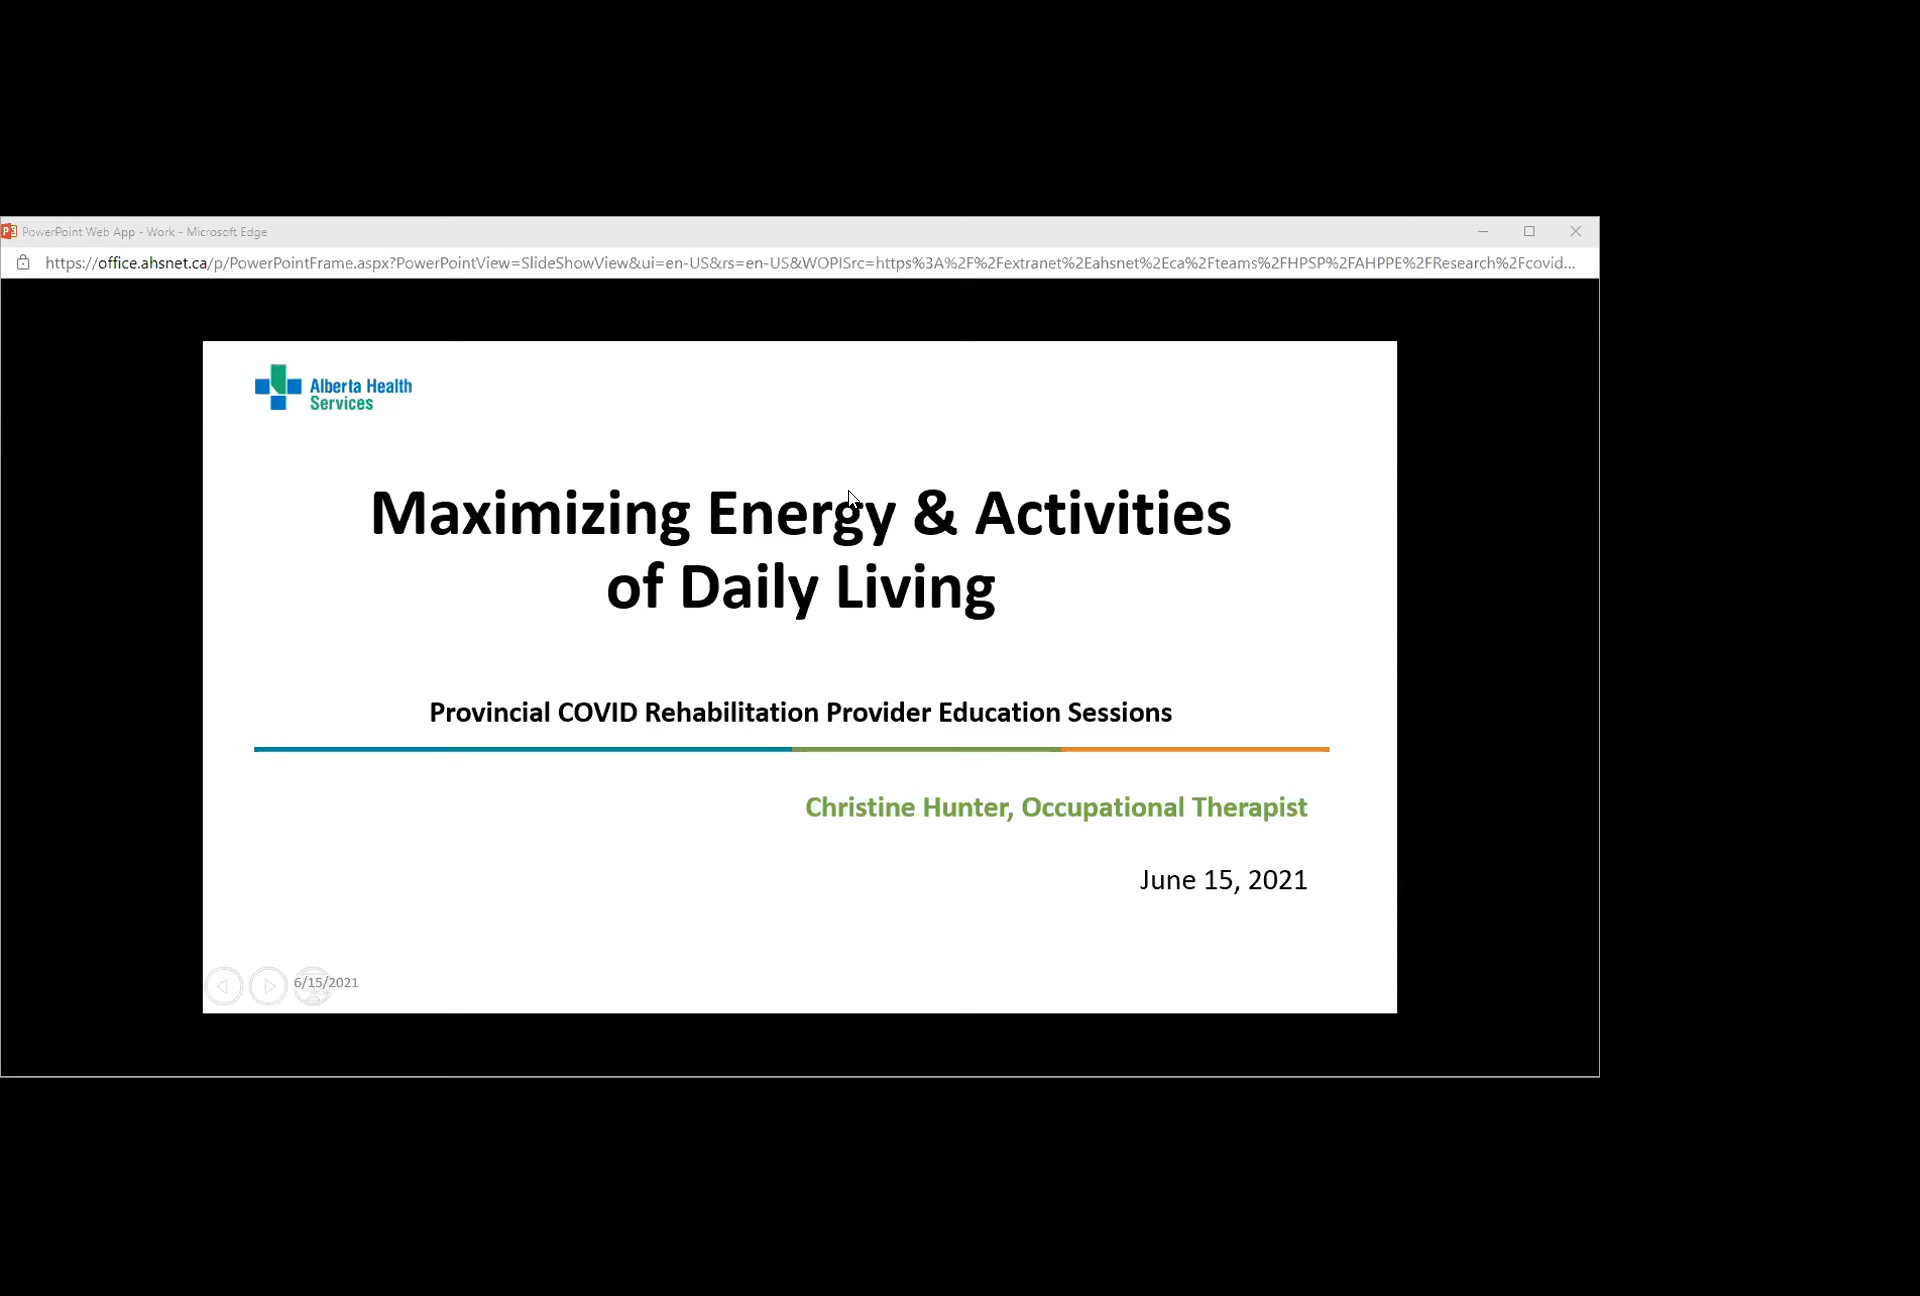 PowerPoint Web App - Work - Microsoft Edge
https://office.ahsnet.ca/p/PowerPointFrame.aspx?PowerPointView=SlideShowView&ui=en-US&rs=en-US&WOPISrc=https%3A%2F%2Fextranet%2Eahsnet%2Eca%2Fteams%2FHPSP%2FAHPPE%2FResearch%2Fcovid...
Alberta Health
Services
Maximizing Energy & Activities
of Daily Living
Provincial COVID Rehabilitation Provider Education Sessions
Christine Hunter, Occupational Therapist
June 15, 2021
6/15/2021